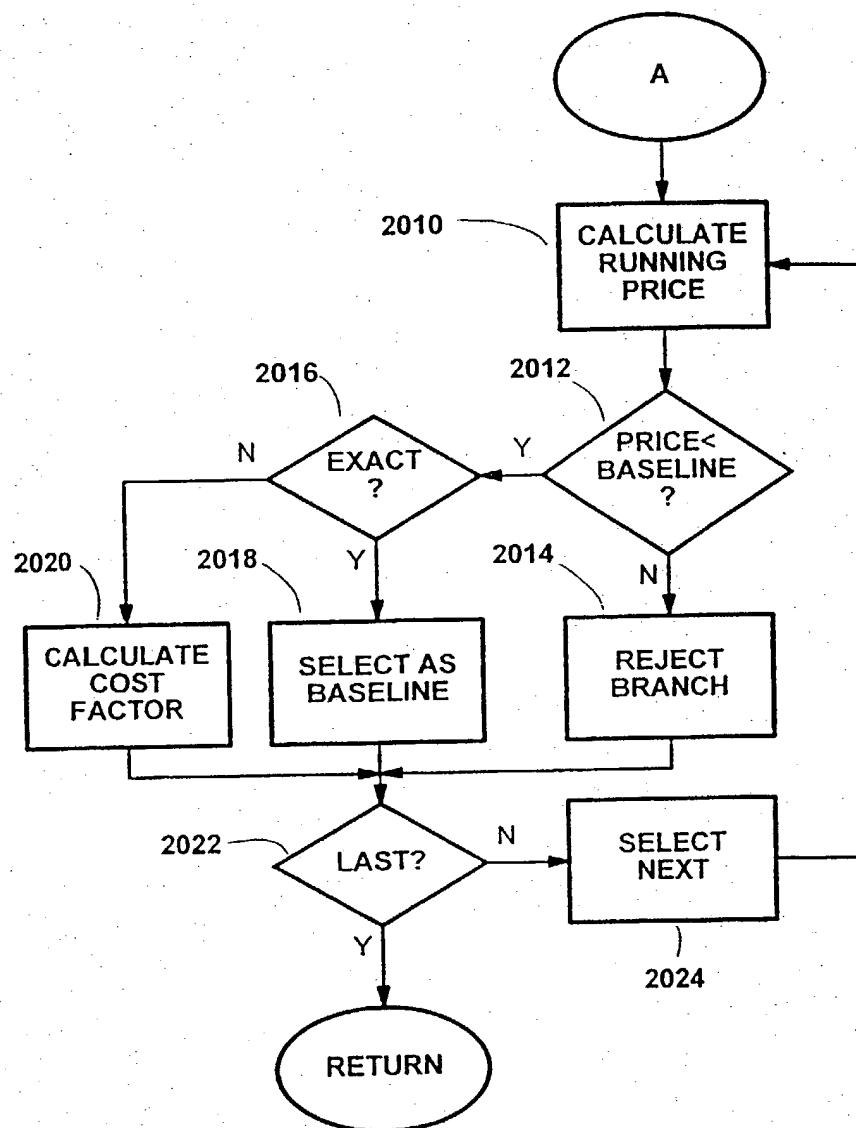 A
2010
CALCULATE
RUNNING
PRICE
2016
2012
N
EXACT
?
Y
PRICE<
BASELINE
?
2020
2018
Y
2014
N
CALCULATE
COST
FACTOR
SELECT AS
BASELINE
REJECT
BRANCH
2022
LAST?
N
SELECT
NEXT
Y
2024
RETURN